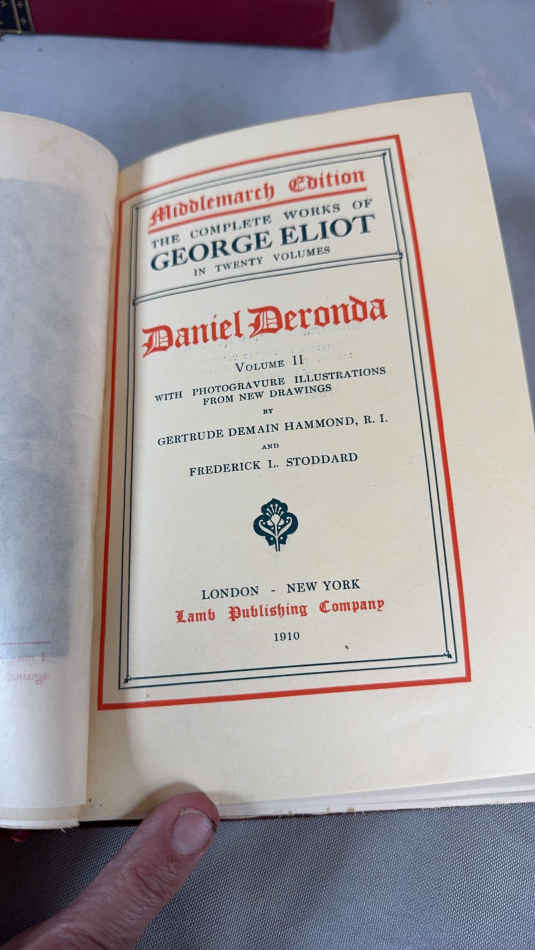 Middlemarch Edition
THE COMPLETE WORKS OF
GEORGE ELIOT
IN TWENTY VOLUMES
Daniel Deronda
VOLUME II
WITH PHOTOGRAVURE ILLUSTRATIONS
FROM NEW DRAWINGS
BY
GERTRUDE DEMAIN HAMMOND, R. I.
AND
FREDERICK L. STODDARD
LONDON - NEW YORK
Lamb Publishing Company
1910